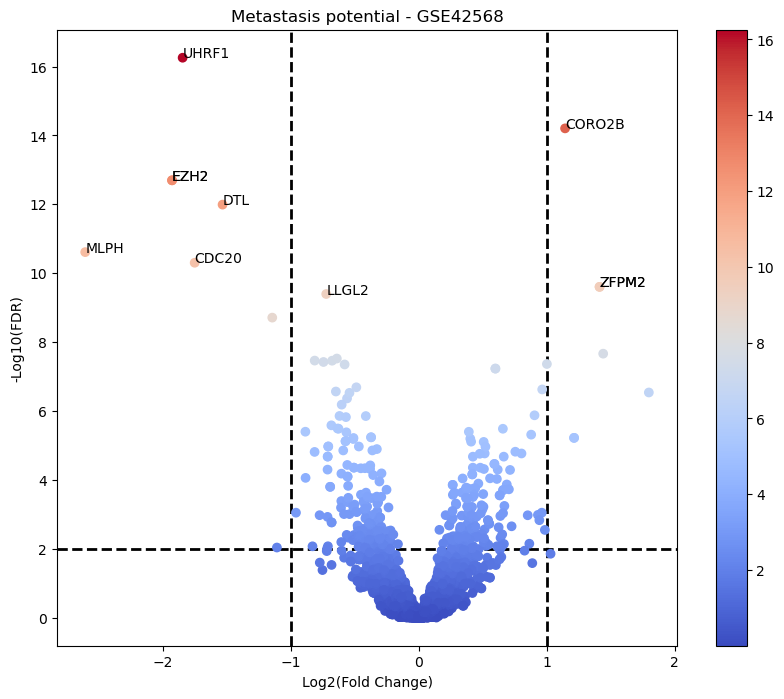 Metastasis potential - GSE42568
16
14
12
10
8
6
4
2
0
-Log10(FDR)
UHRF1
CORO2B
EZH2
DTL
MLPH
CDC20
ZFPM2
LLGL2
−2
−1
0
1
2
Log2(Fold Change)
16
14
12
10
8
6
4
2